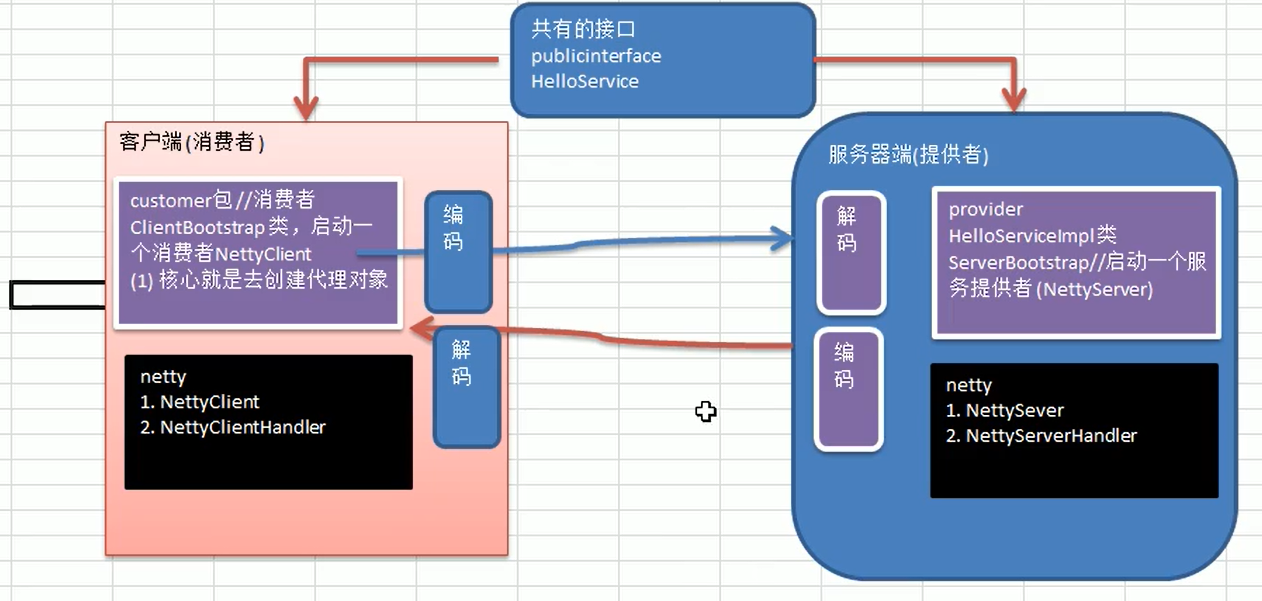 共有的接口
publicinterface
HelloService
客户端(消费者)
customer包//消费者
ClientBootstrap类，启动一
个消费者NettyClient
(1) 核心就是去创建代理对象
编
码
解
码
netty
1. NettyClient
2. NettyClientHandler
服务器端(提供者)
解
码
编
码
provider
HelloServiceImpl类
ServerBootstrap//启动一个服
务提供者(NettyServer)
netty
1. NettySever
2. NettyServerHandler